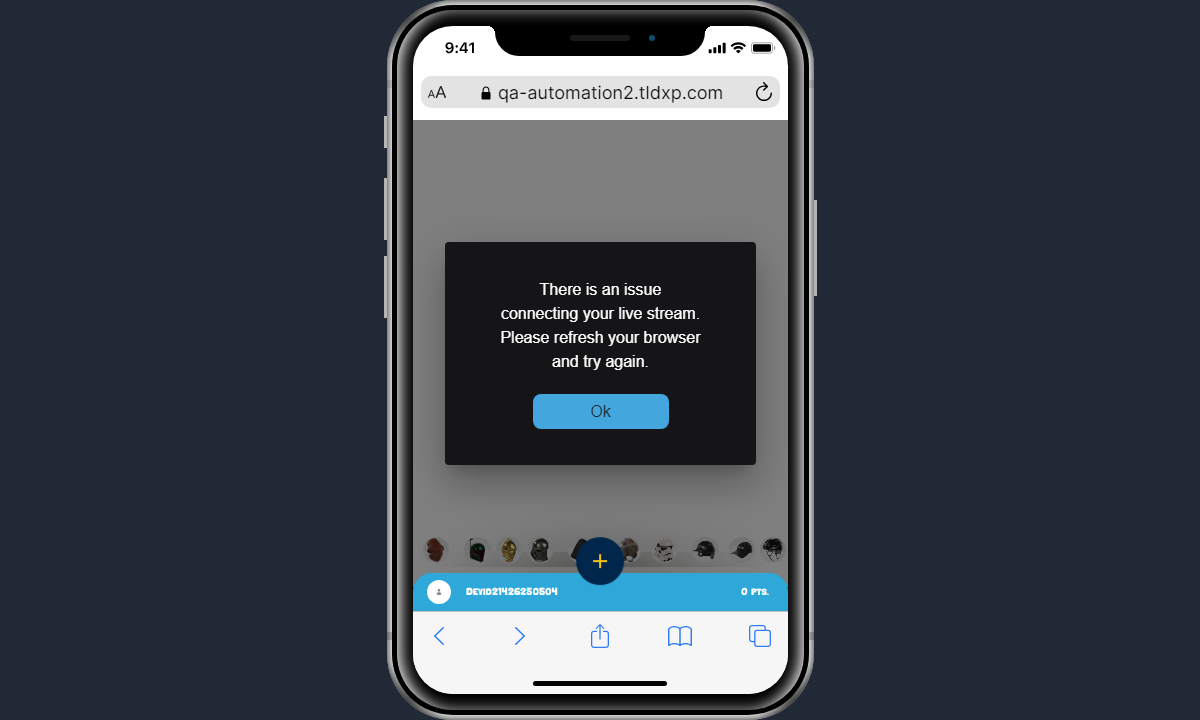 9:41
AA
qa-automation2.tldxp.com
There is an issue
connecting your live stream.
Please refresh your browser
and try again.
Ok
+
DEVID21426250504
0 PTS.